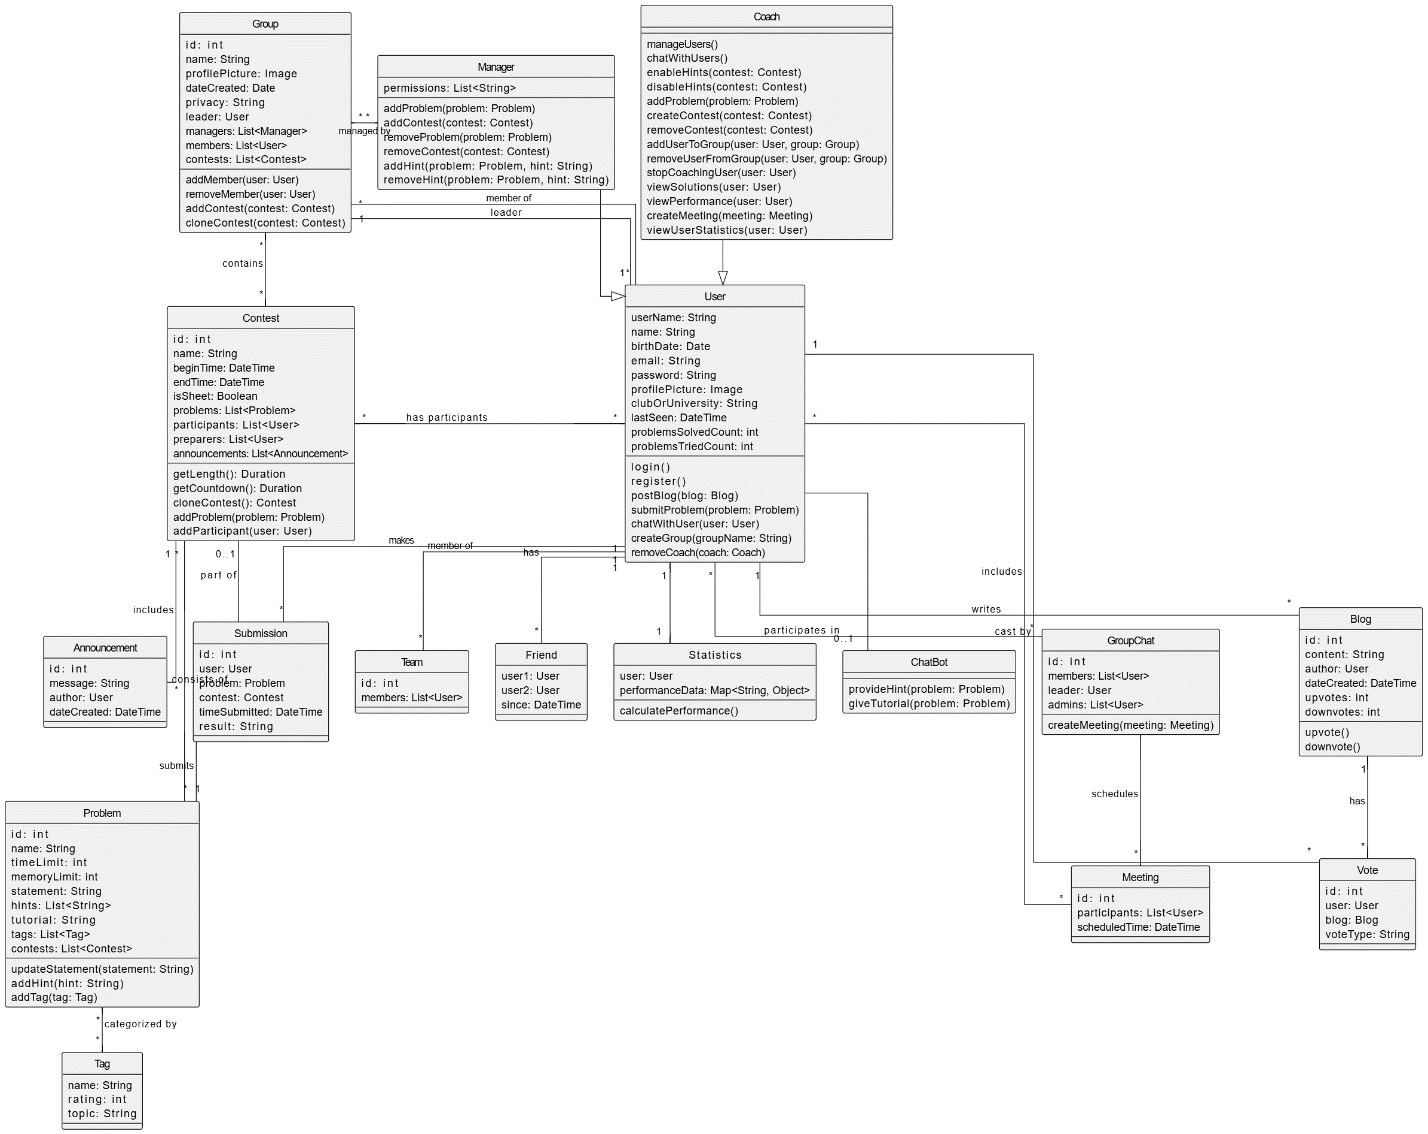 Group
id: int
name: String
profilePicture: Image
dateCreated: Date
privacy: String
leader: User
managers: List<Manager>
members: List<User>
contests: List<Contest>
addMember(user: User)
removeMember(user: User)
addContest(contest: Contest)
cloneContest(contest: Contest)
Manager
permissions: List<String>
addProblem(problem: Problem)
addContest(contest: Contest)
removeProblem(problem: Problem)
removeContest(contest: Contest)
addHint(problem: Problem, hint: String)
removeHint(problem: Problem, hint: String)
* *
managed by
Coach
manageUsers()
chatWithUsers()
enableHints(contest: Contest)
disableHints(contest: Contest)
addProblem(problem: Problem)
createContest(contest: Contest)
removeContest(contest: Contest)
addUserToGroup(user: User, group: Group)
removeUserFromGroup(user: User, group: Group)
stopCoachingUser(user: User)
viewSolutions(user: User)
viewPerformance(user: User)
createMeeting(meeting: Meeting)
viewUserStatistics(user: User)
* member of
1 leader
1 *
*
contains
*
Contest
id: int
name: String
beginTime: DateTime
endTime: DateTime
isSheet: Boolean
problems: List<Problem>
participants: List<User>
preparers: List<User>
announcements: List<Announcement>
getLength(): Duration
getCountdown(): Duration
cloneContest(): Contest
addProblem(problem: Problem)
addParticipant(user: User)
* has participants *
User
userName: String
name: String
birthDate: Date
email: String
password: String
profilePicture: Image
clubOrUniversity: String
lastSeen: DateTime
problemsSolvedCount: int
problemsTriedCount: int
login()
register()
postBlog(blog: Blog)
submitProblem(problem: Problem)
chatWithUser(user: User)
createGroup(groupName: String)
removeCoach(coach: Coach)
1
*
makes 1
member of 1
has 1
1 * 0..1
part of
includes
*
1 * 1
includes
writes *
participates in
0..1
cast by *
Announcement
id: int
message: String
author: User
dateCreated: DateTime
consists of
*
Submission
id: int
user: User
problem: Problem
contest: Contest
timeSubmitted: DateTime
result: String
*
Team
id: int
members: List<User>
*
Friend
user1: User
user2: User
since: DateTime
1
Statistics
user: User
performanceData: Map<String, Object>
calculatePerformance()
ChatBot
provideHint(problem: Problem)
giveTutorial(problem: Problem)
GroupChat
id: int
members: List<User>
leader: User
admins: List<User>
createMeeting(meeting: Meeting)
Blog
id: int
content: String
author: User
dateCreated: DateTime
upvotes: int
downvotes: int
upvote()
downvote()
submits
* 1
schedules
*
1
has
*
*
Problem
id: int
name: String
timeLimit: int
memoryLimit: int
statement: String
hints: List<String>
tutorial: String
tags: List<Tag>
contests: List<Contest>
updateStatement(statement: String)
addHint(hint: String)
addTag(tag: Tag)
*
Meeting
id: int
participants: List<User>
scheduledTime: DateTime
Vote
id: int
user: User
blog: Blog
voteType: String
* categorized by
*
Tag
name: String
rating: int
topic: String